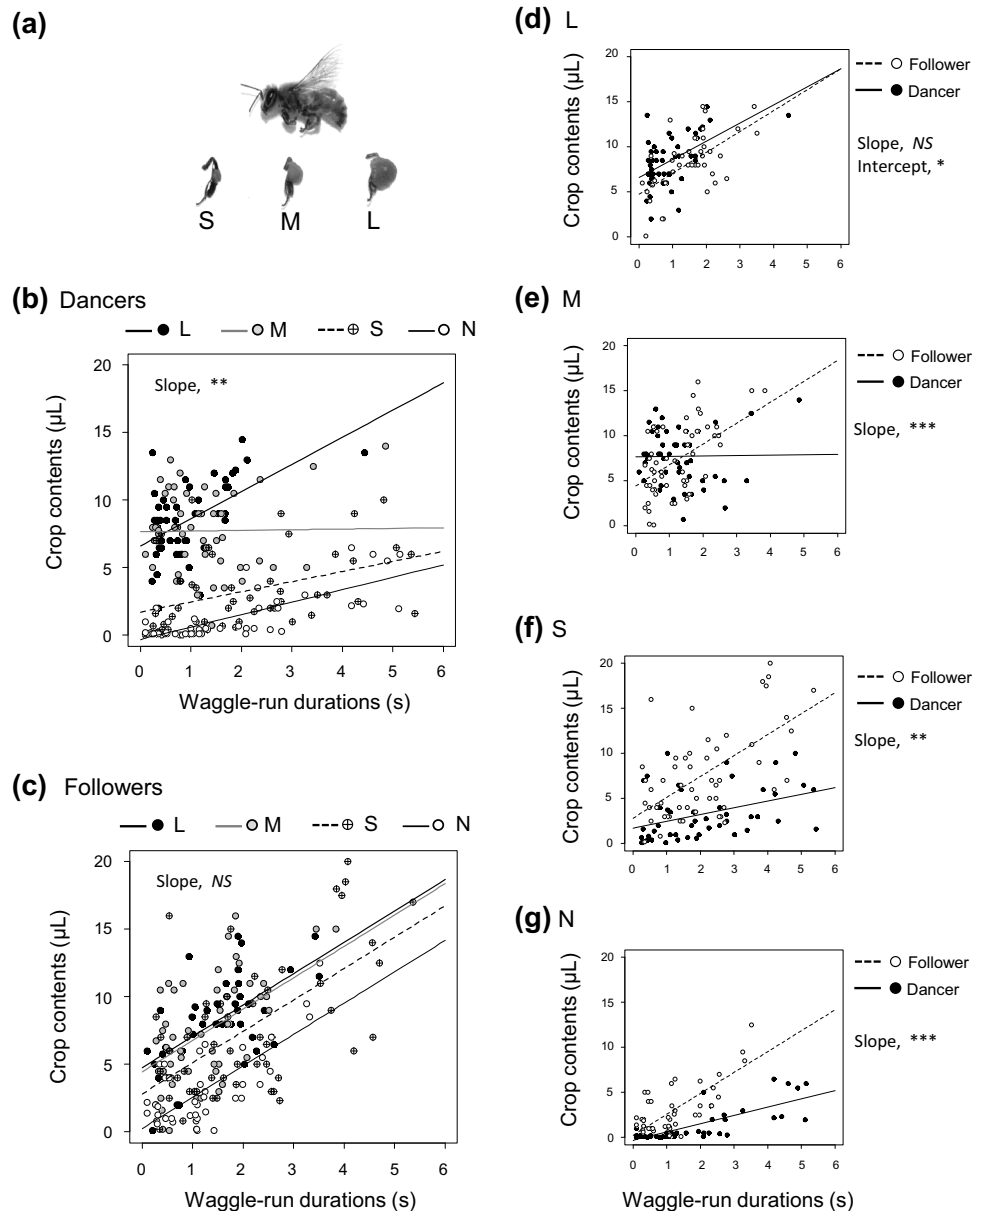 (a)
S M L
(b) Dancers
L M S N
Slope, **
20
15
10
5
0
Crop contents (µL)
0 1 2 3 4 5 6
Waggle-run durations (s)
(c) Followers
L M S N
Slope, NS
20
15
10
5
0
Crop contents (µL)
0 1 2 3 4 5 6
Waggle-run durations (s)
(d) L
Follower
Dancer
Slope, NS
Intercept, *
20
15
10
5
0
Crop contents (µL)
0 1 2 3 4 5 6
(e) M
Follower
Dancer
Slope, ***
20
15
10
5
0
Crop contents (µL)
0 1 2 3 4 5 6
(f) S
Follower
Dancer
Slope, **
20
15
10
5
0
Crop contents (µL)
0 1 2 3 4 5 6
(g) N
Follower
Dancer
Slope, ***
20
15
10
5
0
Crop contents (µL)
0 1 2 3 4 5 6
Waggle-run durations (s)